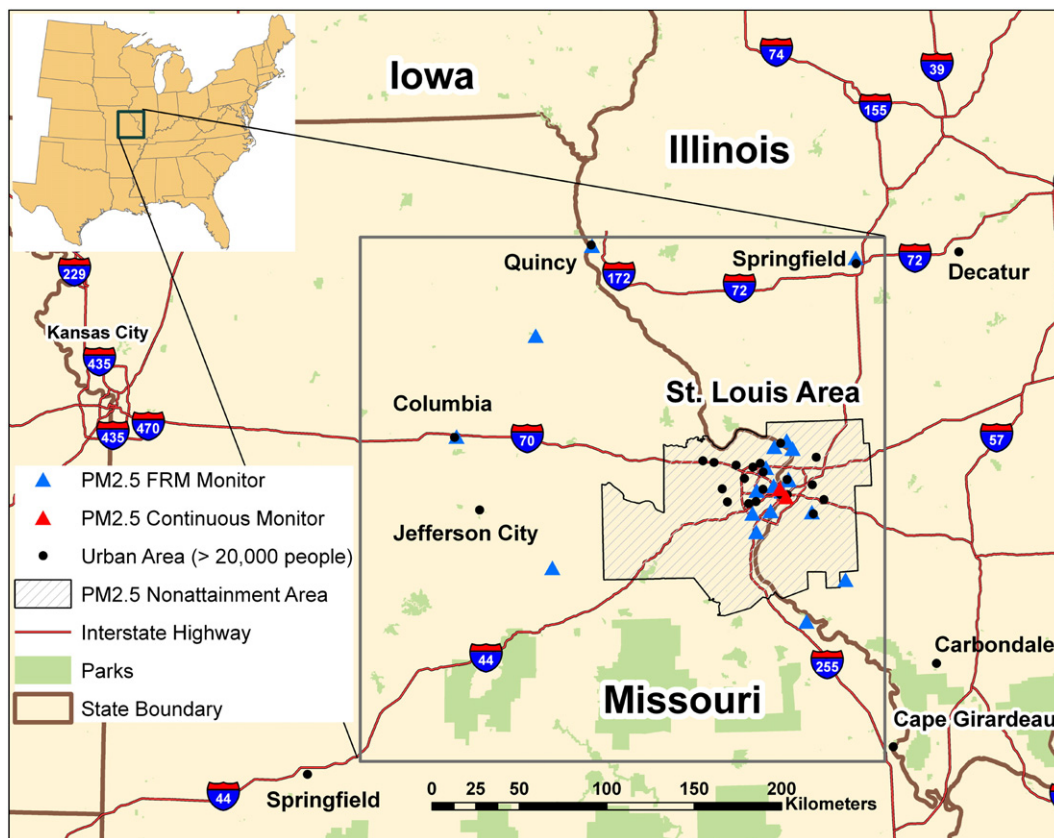 Iowa
74
39
155
Illinois
Quincy
172
Springfield
72
72
Decatur
229
Kansas City
435
435
470
St. Louis Area
Columbia
70
57
PM2.5 FRM Monitor
PM2.5 Continuous Monitor
Urban Area (> 20,000 people)
PM2.5 Nonattainment Area
Interstate Highway
Parks
State Boundary
Jefferson City
44
255
Carbondale
Missouri
Cape Girardeau
44
Springfield
0 25 50 100 150 200
Kilometers